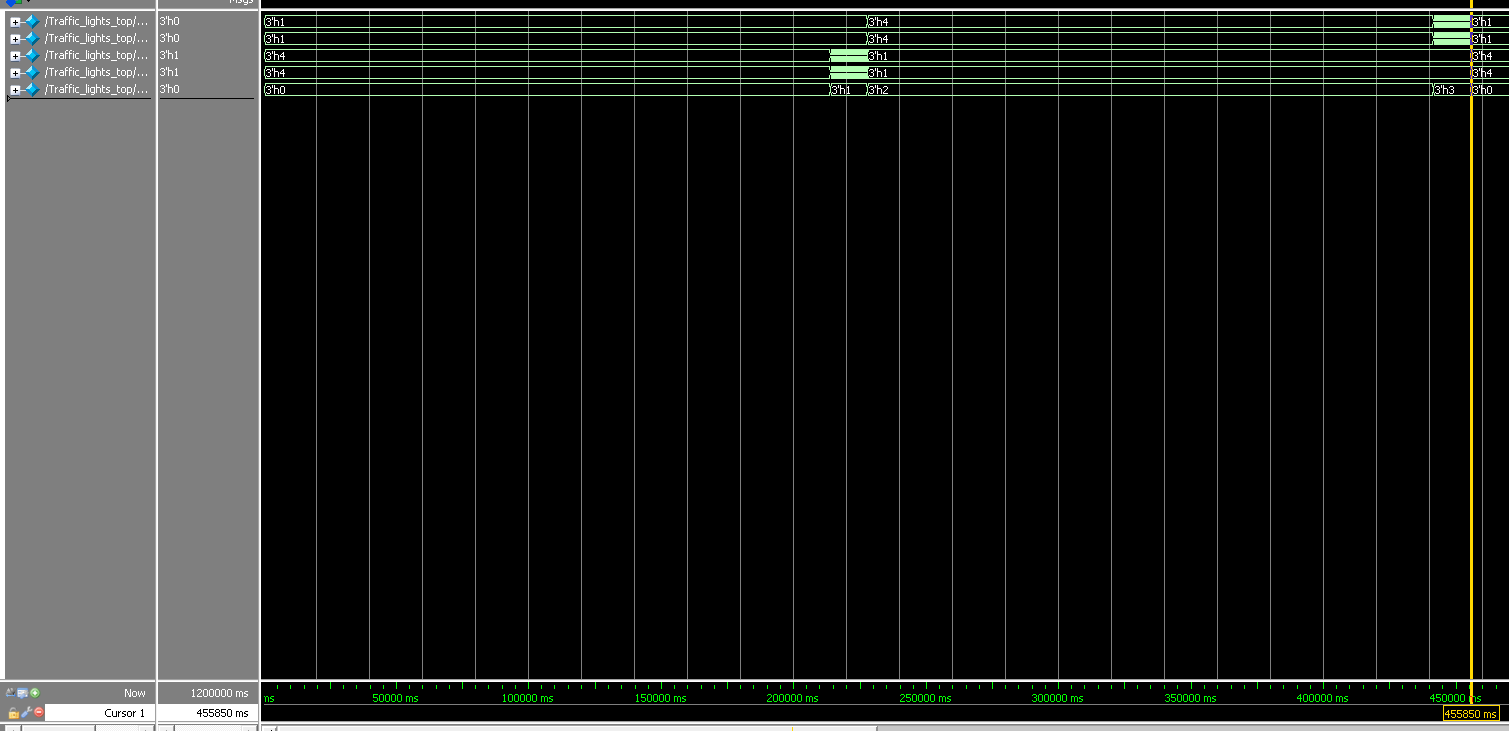 Msgs
/Traffic_lights_top/... 3'h0 3'h1 3'h4 3'h1
/Traffic_lights_top/... 3'h0 3'h1 3'h4 3'h1
/Traffic_lights_top/... 3'h1 3'h4 3'h1 3'h4
/Traffic_lights_top/... 3'h1 3'h4 3'h1 3'h4
/Traffic_lights_top/... 3'h0 3'h0 3'h1 3'h2 3'h3 3'h0
Now 1200000 ms ms 50000 ms 100000 ms 150000 ms 200000 ms 250000 ms 300000 ms 350000 ms 400000 ms 450000 ms
Cursor 1 455850 ms 455850 ms